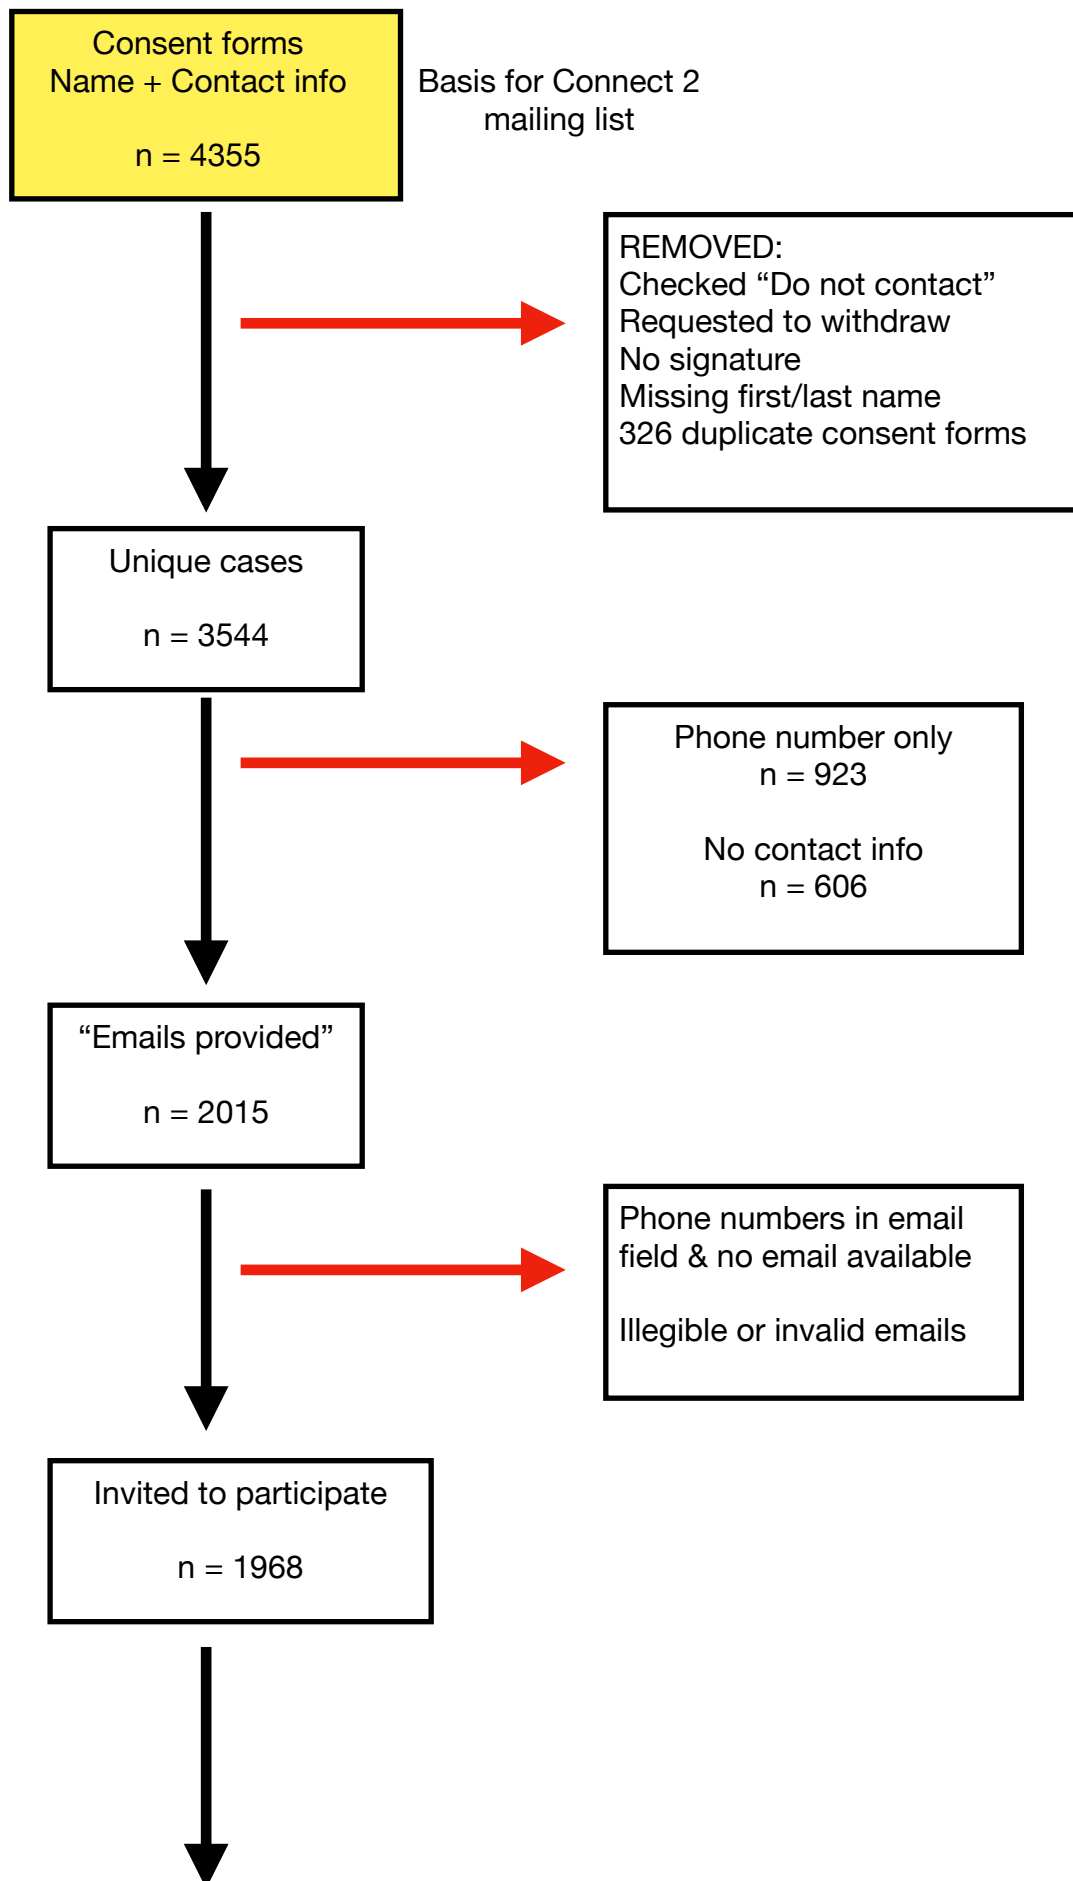 Consent forms
Name + Contact info
n = 4355
Basis for Connect 2
mailing list
REMOVED:
Checked “Do not contact”
Requested to withdraw
No signature
Missing first/last name
326 duplicate consent forms
Unique cases
n = 3544
Phone number only
n = 923
No contact info
n = 606
“Emails provided”
n = 2015
Phone numbers in email
field & no email available
Illegible or invalid emails
Invited to participate
n = 1968